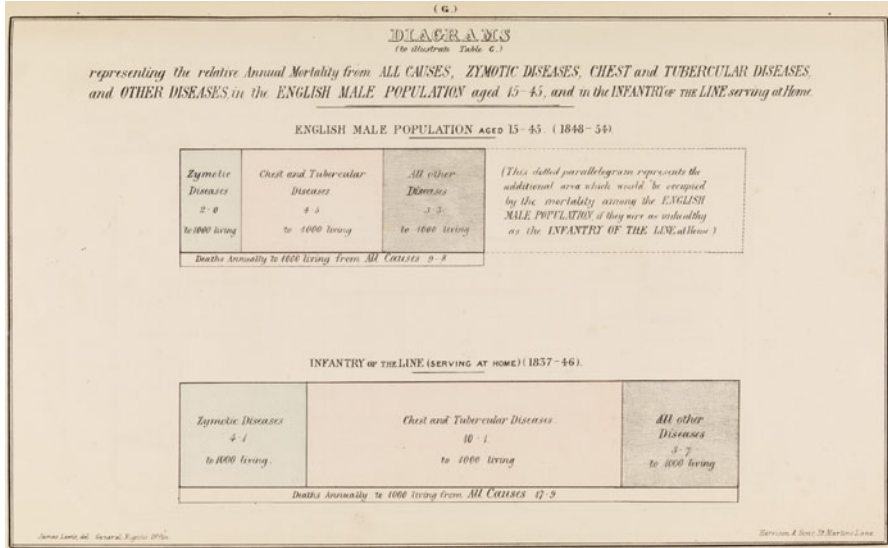 (G.)
DIAGRAMS
(to illustrate Table G.)
representing the relative Annual Mortality from ALL CAUSES, ZYMOTIC DISEASES, CHEST and TUBERCULAR DISEASES,
and OTHER DISEASES, in the ENGLISH MALE POPULATION aged 15-45, and in the INFANTRY OF THE LINE serving at Home.
ENGLISH MALE POPULATION AGED 15-45. (1848-54).
Zymotic
Diseases
2·0
to 1000 living
Chest and Tubercular
Diseases
4·5
to 1000 living
All other
Diseases
3·3
to 1000 living
(This dotted parallelogram represents the
additional area which would be occupied
by the mortality among the ENGLISH
MALE POPULATION, if they were as unhealthy
as the INFANTRY OF THE LINE at Home)
Deaths Annually to 1000 living from All Causes 9·8
INFANTRY OF THE LINE (SERVING AT HOME) (1837-46).
Zymotic Diseases
4·1
to 1000 living.
Chest and Tubercular Diseases.
10·1
to 1000 living
All other
Diseases
3·7
to 1000 living
Deaths Annually to 1000 living from All Causes 17·9
James Lewis, del. General Office
Harrison & Sons, St Martins Lane